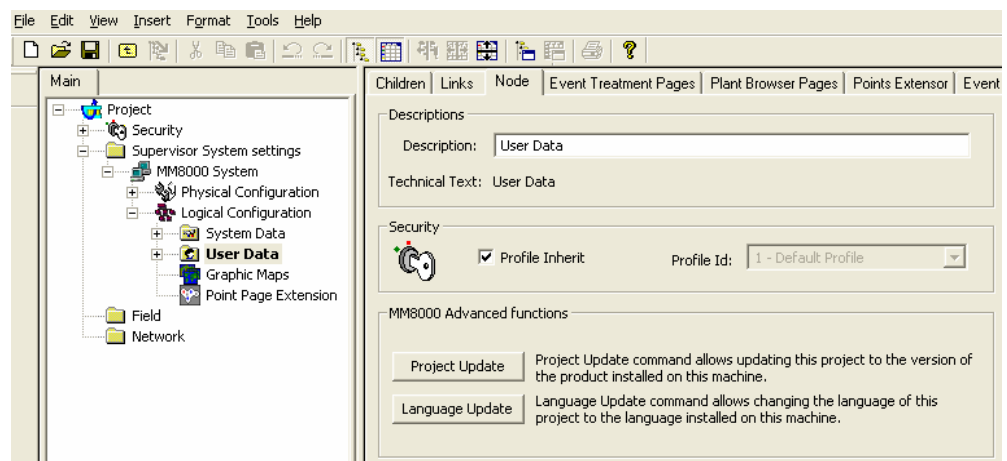 File Edit View Insert Format Tools Help
Main
Project
Security
Supervisor System settings
MM8000 System
Physical Configuration
Logical Configuration
System Data
User Data
Graphic Maps
Point Page Extension
Field
Network
Children Links Node Event Treatment Pages Plant Browser Pages Points Extensor Event
Descriptions
Description: User Data
Technical Text: User Data
Security
Profile Inherit Profile Id: 1 - Default Profile
MM8000 Advanced functions
Project Update Project Update command allows updating this project to the version of
the product installed on this machine.
Language Update Language Update command allows changing the language of this
project to the language installed on this machine.